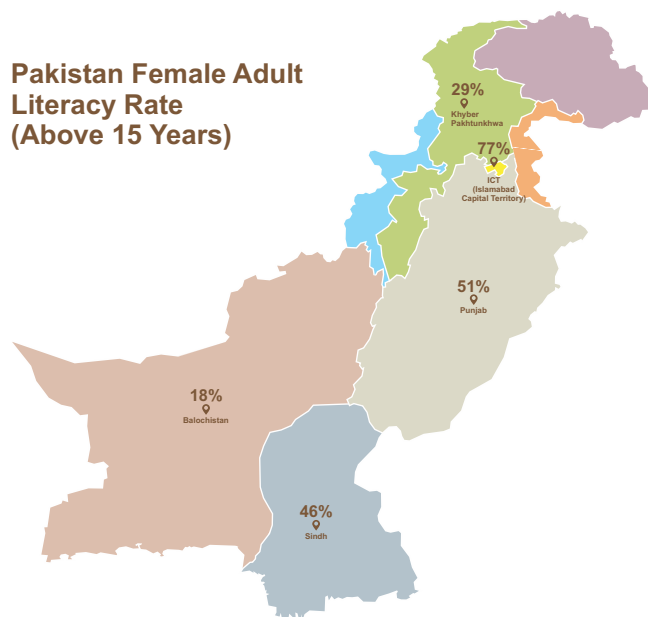 Pakistan Female Adult
Literacy Rate
(Above 15 Years)
29%
Khyber
Pakhtunkhwa
77%
ICT
(Islamabad
Capital Territory)
51%
Punjab
18%
Balochistan
46%
Sindh